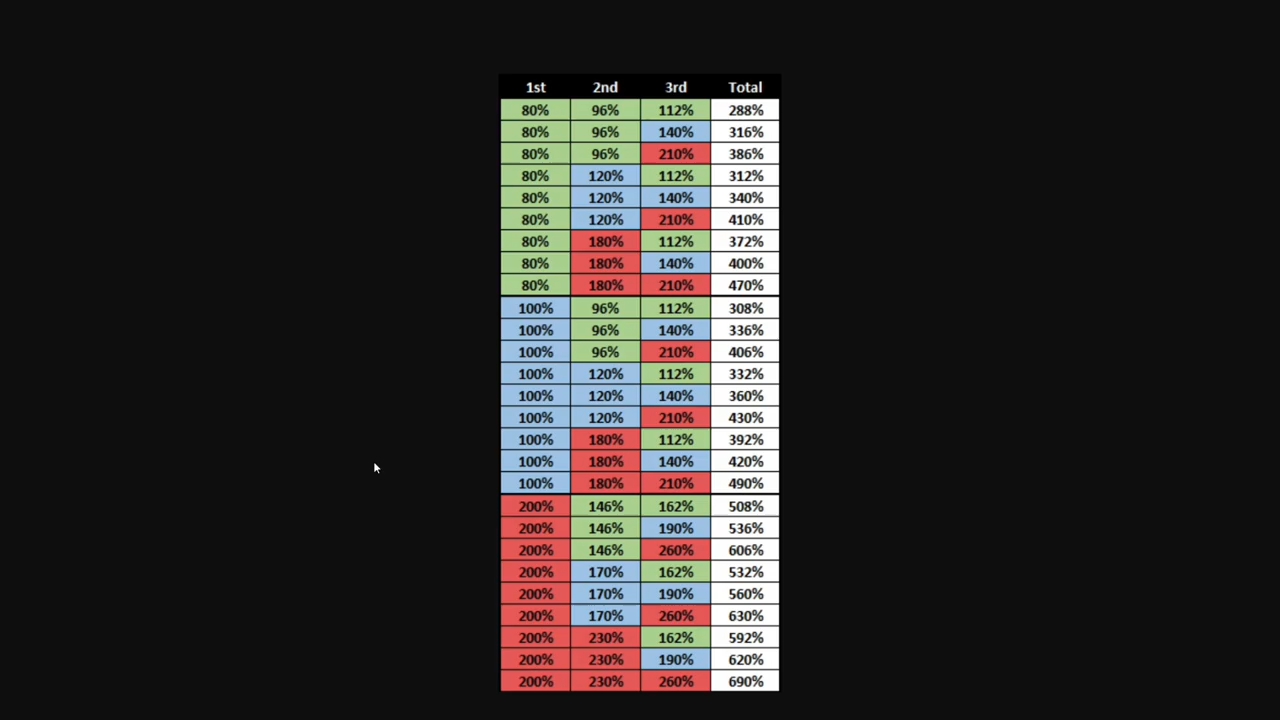 1st 2nd 3rd Total
80% 96% 112% 288%
80% 96% 140% 316%
80% 96% 210% 386%
80% 120% 112% 312%
80% 120% 140% 340%
80% 120% 210% 410%
80% 180% 112% 372%
80% 180% 140% 400%
80% 180% 210% 470%
100% 96% 112% 308%
100% 96% 140% 336%
100% 96% 210% 406%
100% 120% 112% 332%
100% 120% 140% 360%
100% 120% 210% 430%
100% 180% 112% 392%
100% 180% 140% 420%
100% 180% 210% 490%
200% 146% 162% 508%
200% 146% 190% 536%
200% 146% 260% 606%
200% 170% 162% 532%
200% 170% 190% 560%
200% 170% 260% 630%
200% 230% 162% 592%
200% 230% 190% 620%
200% 230% 260% 690%